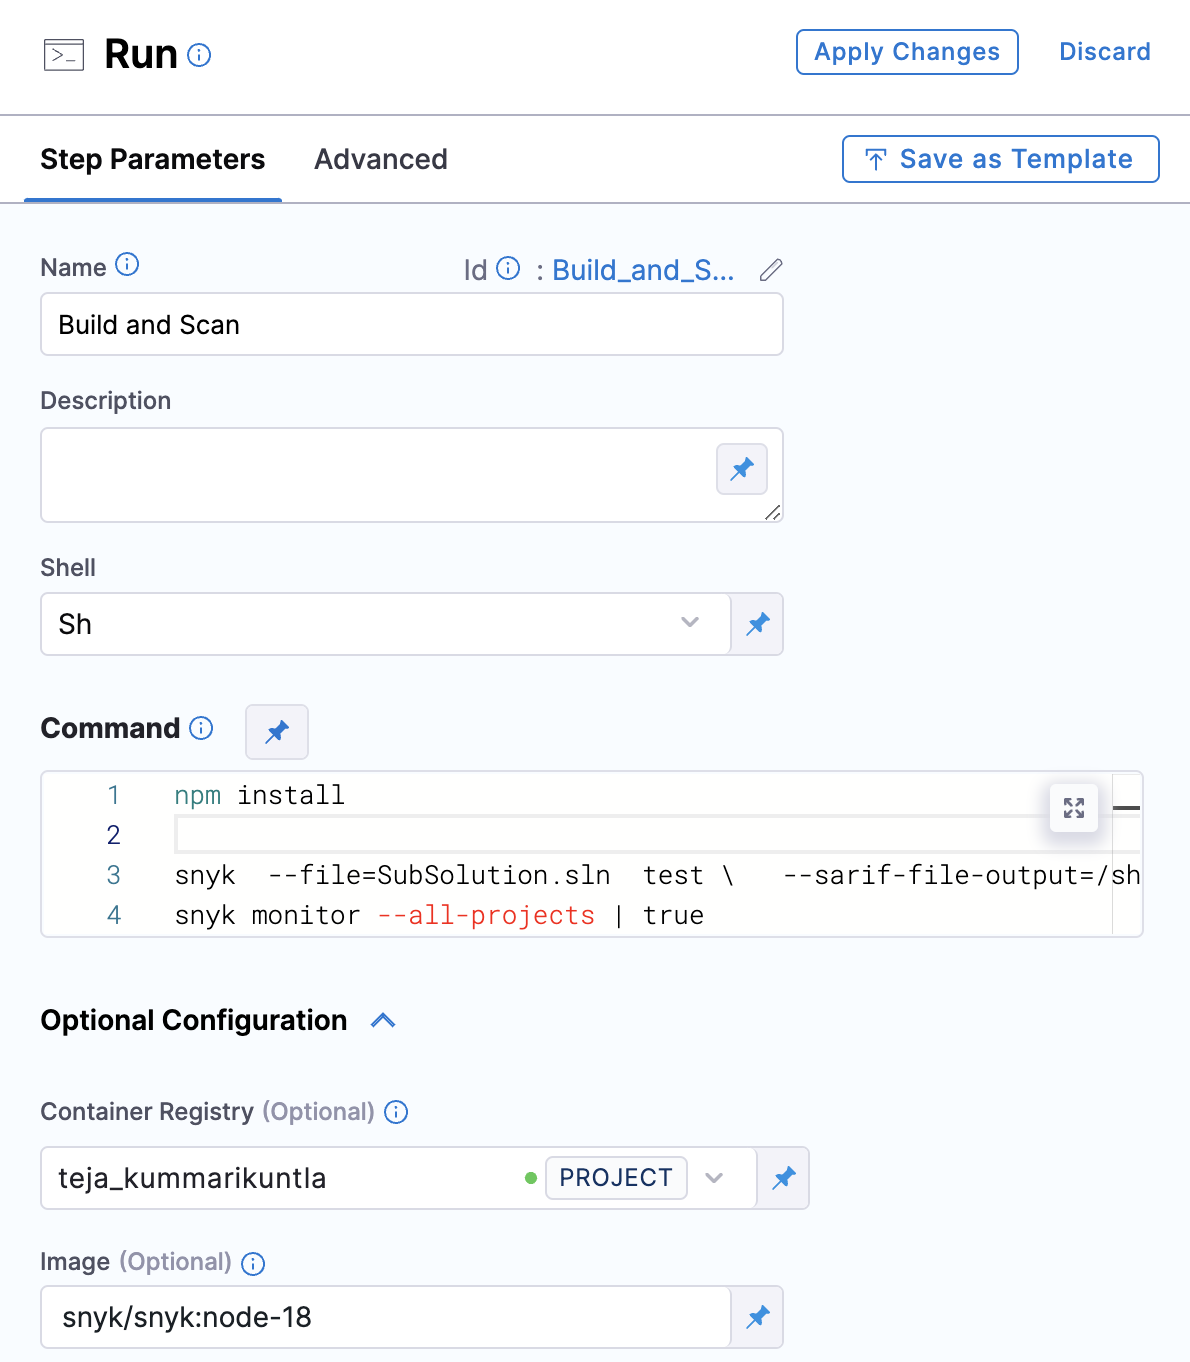 Run
Apply Changes
Discard
Step Parameters
Advanced
Save as Template
Name
Id : Build_and_S...
Build and Scan
Description
Shell
Sh
Command
1 npm install
2
3 snyk  --file=SubSolution.sln  test \   --sarif-file-output=/sh
4 snyk monitor --all-projects | true
Optional Configuration
Container Registry (Optional)
teja_kummarikuntla
PROJECT
Image (Optional)
snyk/snyk:node-18